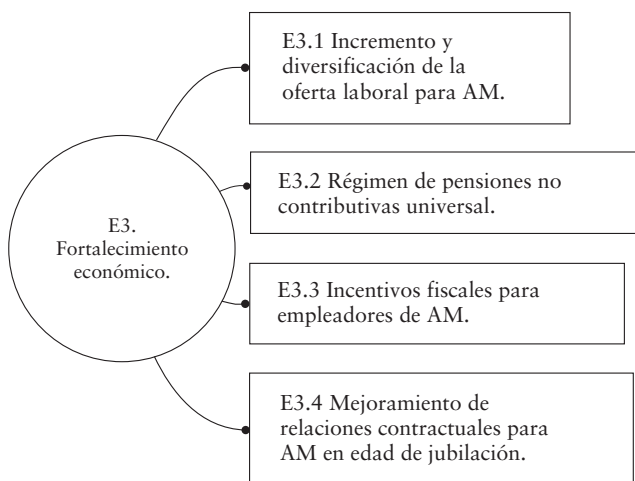 E3.1 Incremento y
diversificación de la
oferta laboral para AM.
E3.2 Régimen de pensiones no
contributivas universal.
E3.
Fortalecimiento
económico.
E3.3 Incentivos fiscales para
empleadores de AM.
E3.4 Mejoramiento de
relaciones contractuales para
AM en edad de jubilación.